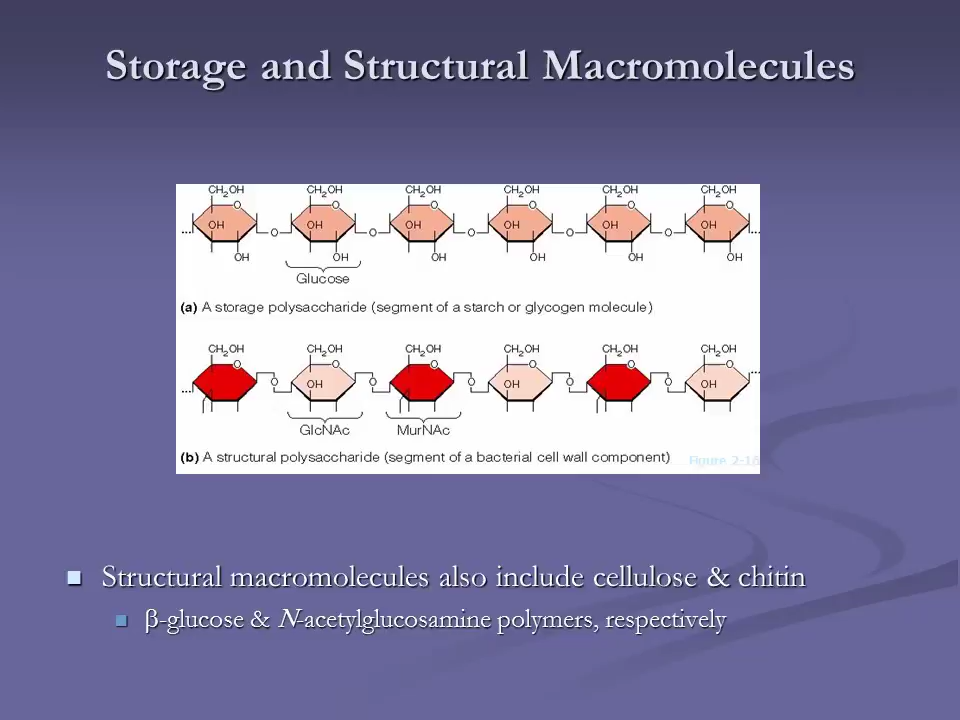 Storage and Structural Macromolecules
CH2OH CH2OH CH2OH CH2OH CH2OH CH2OH
O O O O O O
OH OH OH OH OH OH
... O O O O O ...
OH OH OH OH OH OH
Glucose
(a) A storage polysaccharide (segment of a starch or glycogen molecule)
CH2OH CH2OH CH2OH CH2OH CH2OH CH2OH
O O O O O O
... O OH O O OH O O OH ...
GlcNAc MurNAc
(b) A structural polysaccharide (segment of a bacterial cell wall component) Figure 2-18
Structural macromolecules also include cellulose & chitin
β-glucose & N-acetylglucosamine polymers, respectively